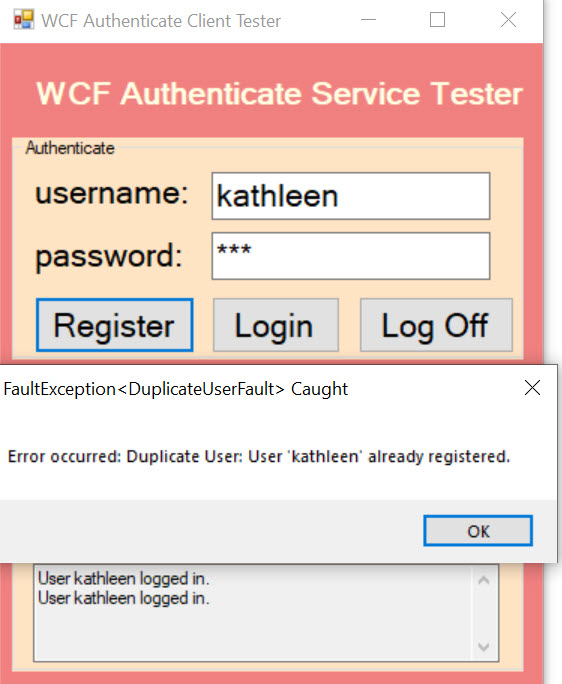 WCF Authenticate Client Tester
WCF Authenticate Service Tester
Authenticate
username: kathleen
password: ***
Register Login Log Off
FaultException<DuplicateUserFault> Caught
Error occurred: Duplicate User: User 'kathleen' already registered.
OK
User kathleen logged in.
User kathleen logged in.